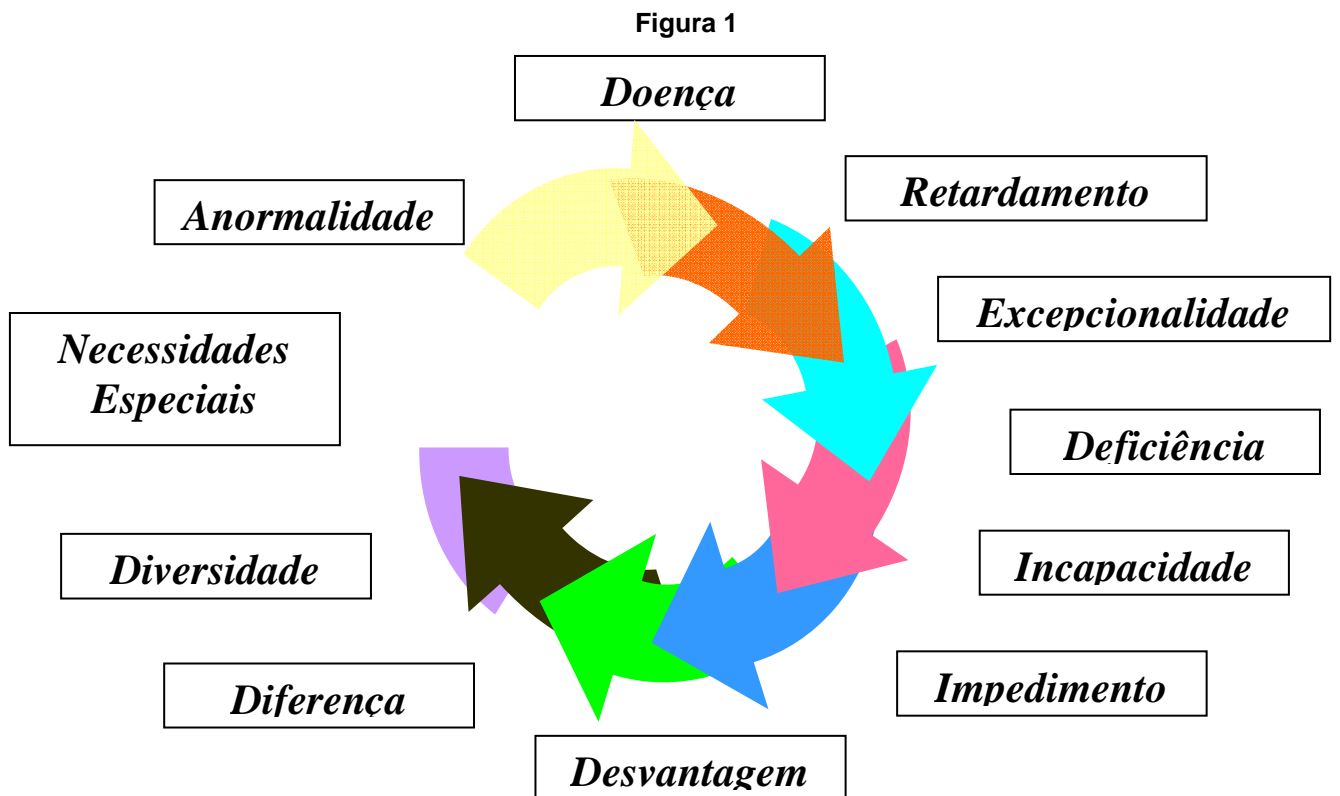 Figura 1
Doença
Retardamento
Anormalidade
Excepcionalidade
Necessidades
Especiais
Deficiência
Incapacidade
Diversidade
Impedimento
Diferença
Desvantagem